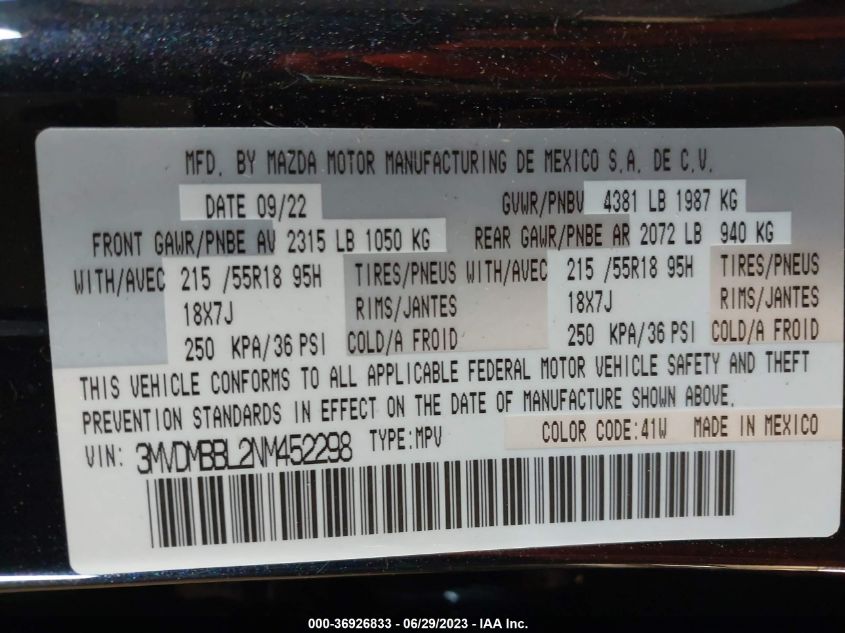 MFD. BY MAZDA MOTOR MANUFACTURING DE MEXICO S.A. DE C.V.
DATE 09/22 GVWR/PNBV 4381 LB 1987 KG
FRONT GAWR/PNBE AV 2315 LB 1050 KG REAR GAWR/PNBE AR 2072 LB 940 KG
WITH/AVEC 215 /55R18 95H TIRES/PNEUS WITH/AVEC 215 /55R18 95H TIRES/PNEUS
18X7J RIMS/JANTES 18X7J RIMS/JANTES
250 KPA/36 PSI COLD/A FROID 250 KPA/36 PSI COLD/A FROID
THIS VEHICLE CONFORMS TO ALL APPLICABLE FEDERAL MOTOR VEHICLE SAFETY AND THEFT
PREVENTION STANDARDS IN EFFECT ON THE DATE OF MANUFACTURE SHOWN ABOVE.
VIN: 3MVDMBBL2NM452298 TYPE:MPV COLOR CODE:41W MADE IN MEXICO
000-36926833 - 06/29/2023 - IAA Inc.